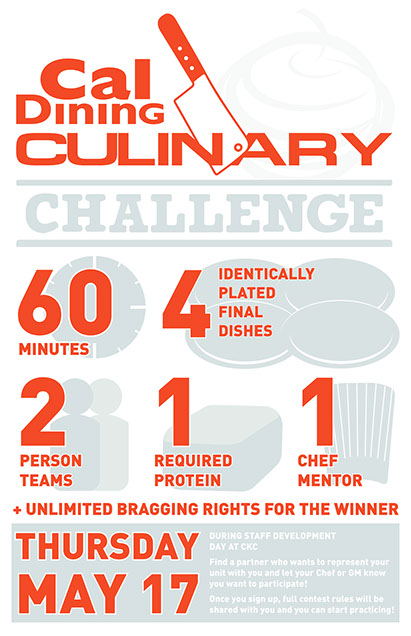 Cal
Dining
CULINARY
CHALLENGE
60
MINUTES
4
IDENTICALLY
PLATED
FINAL
DISHES
2
PERSON
TEAMS
1
REQUIRED
PROTEIN
1
CHEF
MENTOR
+ UNLIMITED BRAGGING RIGHTS FOR THE WINNER
THURSDAY
MAY 17
DURING STAFF DEVELOPMENT
DAY AT CKC
Find a partner who wants to represent your
unit with you and let your Chef or GM know
you want to participate!
Once you sign up, full contest rules will be
shared with you and you can start practicing!